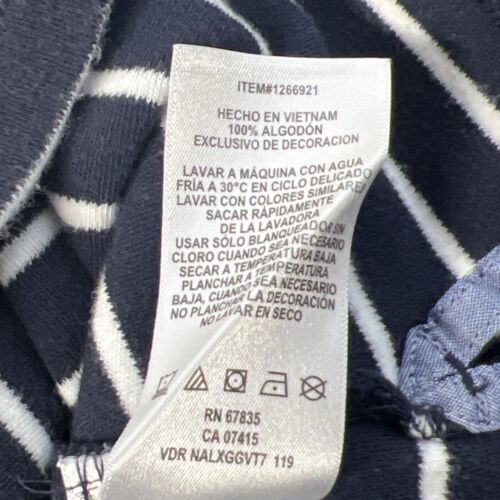 ITEM#1266921
HECHO EN VIETNAM
100% ALGODÓN
EXCLUSIVO DE DECORACION
LAVAR A MÁQUINA CON AGUA
FRÍA A 30°C EN CICLO DELICADO
LAVAR CON COLORES SIMILARES
SACAR RÁPIDAMENTE
DE LA LAVADORA
USAR SÓLO BLANQUEADOR SIN
CLORO CUANDO SEA NECESARIO
SECAR A TEMPERATURA BAJA
PLANCHAR A TEMPERATURA
BAJA, CUANDO SEA NECESARIO
NO PLANCHAR LA DECORACIÓN
NO LAVAR EN SECO
RN 67835
CA 07415
VDR NALXGGVT7 119